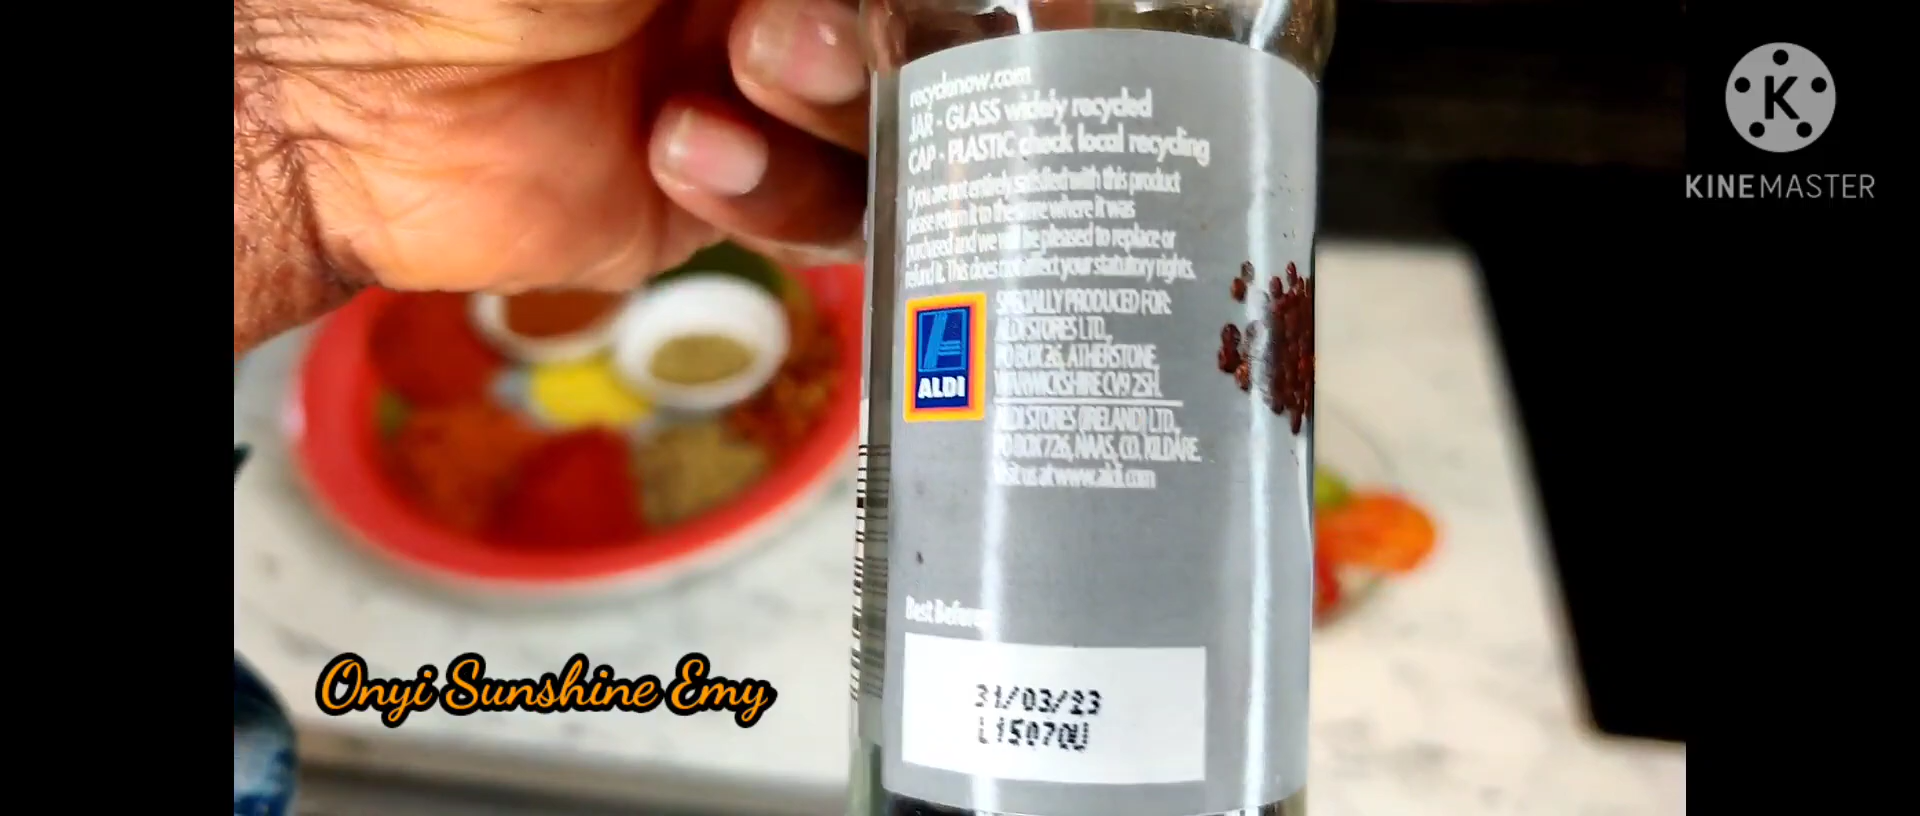 recyclenow.com
JAR - GLASS widely recycled
CAP - PLASTIC check local recycling
If you are not entirely satisfied with this product
please return it to the store where it was
purchased and we will be pleased to replace or
refund it. This does not affect your statutory rights.
SPECIALLY PRODUCED FOR:
ALDI STORES LTD.,
PO BOX 26, ATHERSTONE,
WARWICKSHIRE CV9 2SH.
ALDI STORES (IRELAND) LTD.,
PO BOX 726, NAAS, CO. KILDARE.
Visit us at www.aldi.com
ALDI
Best Before
31/03/23
L15070U
Onyi Sunshine Emy
K
KINEMASTER